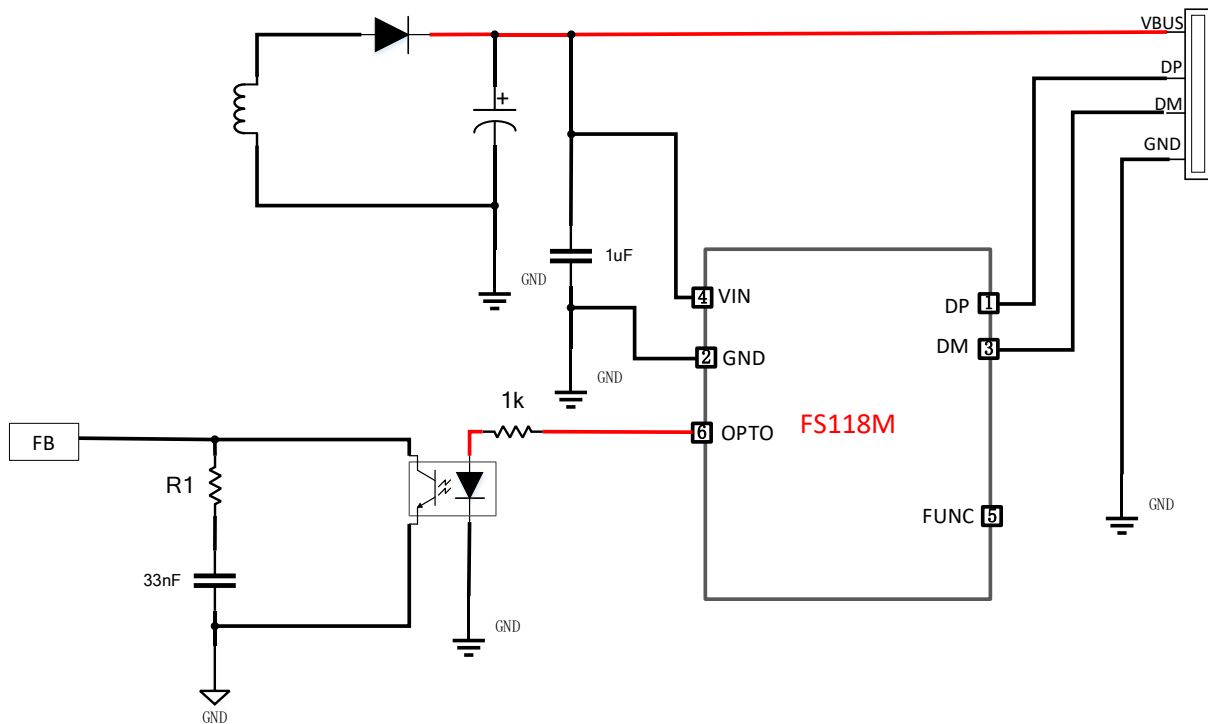 VBUS
DP
DM
GND
+
1uF
GND
4 VIN
DP 1
2 GND
DM 3
GND
1k
6 OPTO
FS118M
FB
R1
GND
FUNC 5
33nF
GND
GND